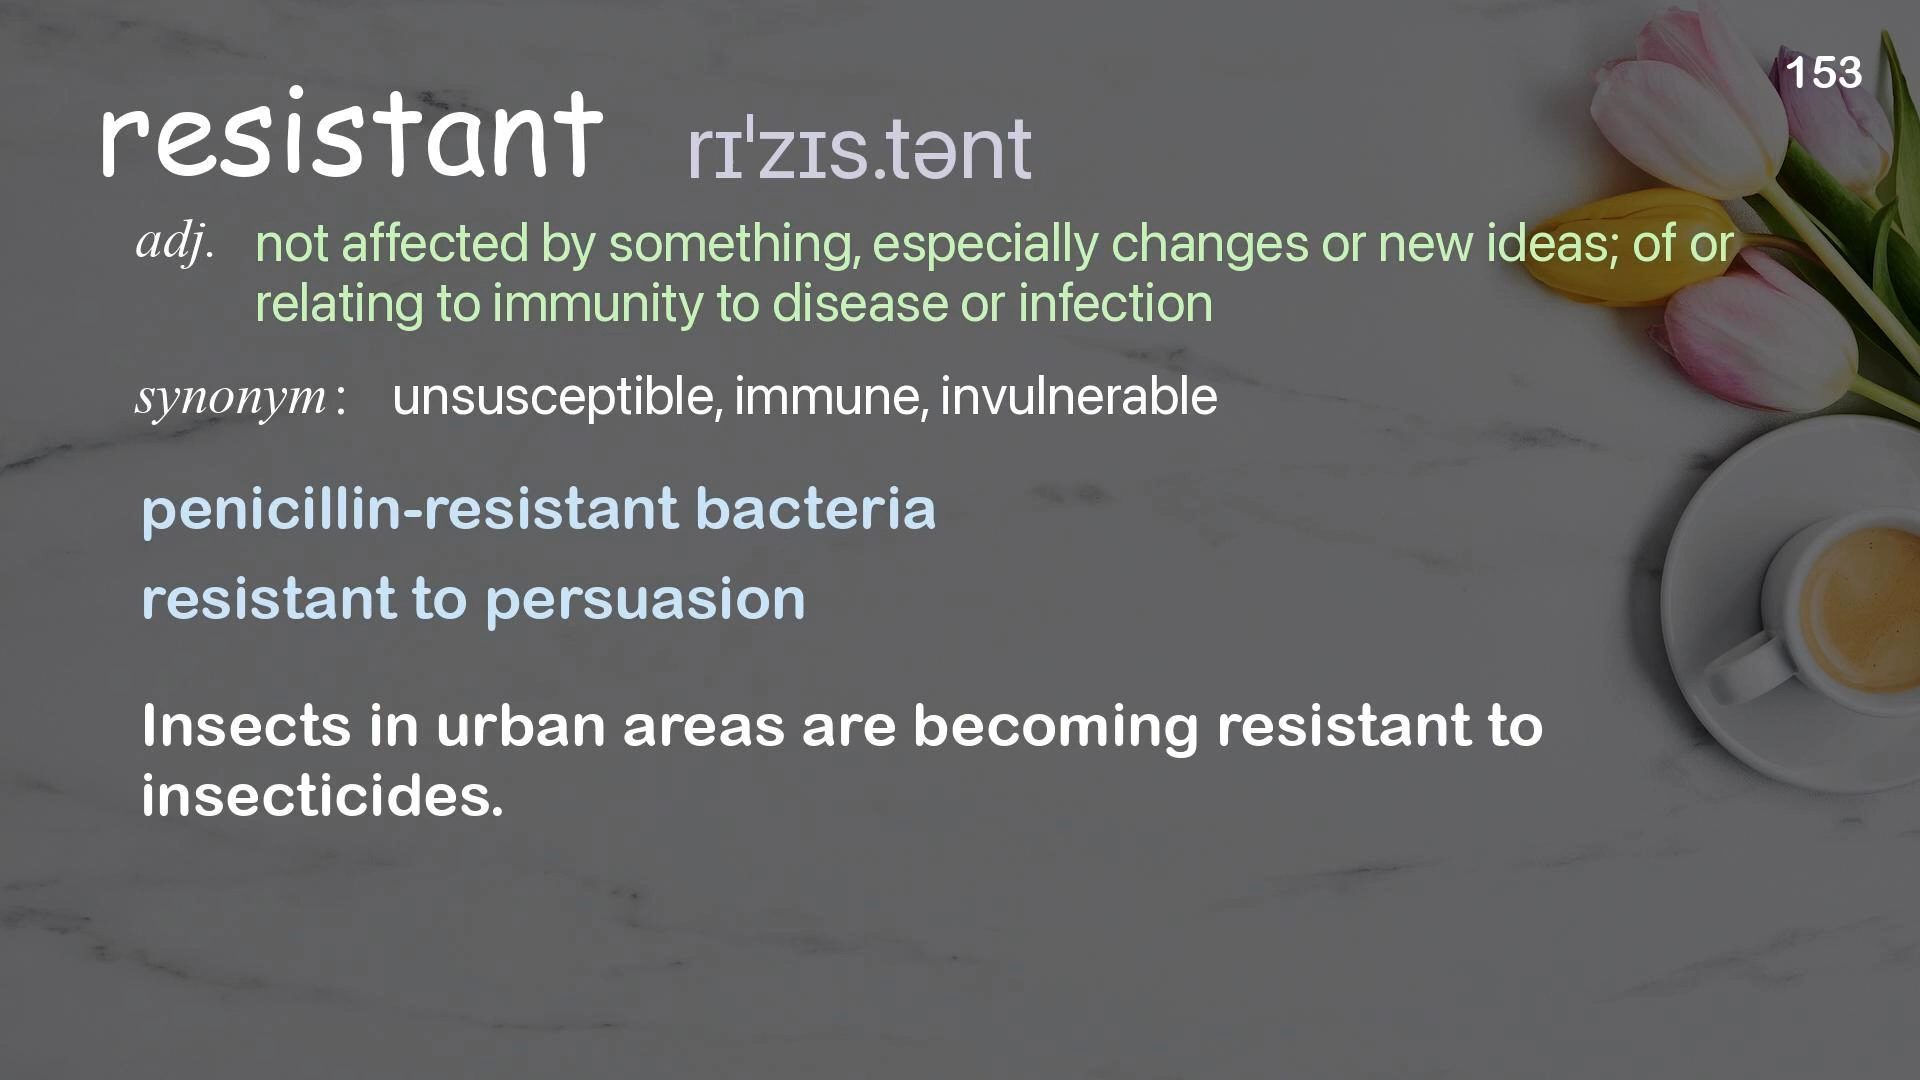 153
resistant rɪˈzɪs.tənt
adj. not affected by something, especially changes or new ideas; of or
relating to immunity to disease or infection
synonym : unsusceptible, immune, invulnerable
penicillin-resistant bacteria
resistant to persuasion
Insects in urban areas are becoming resistant to
insecticides.